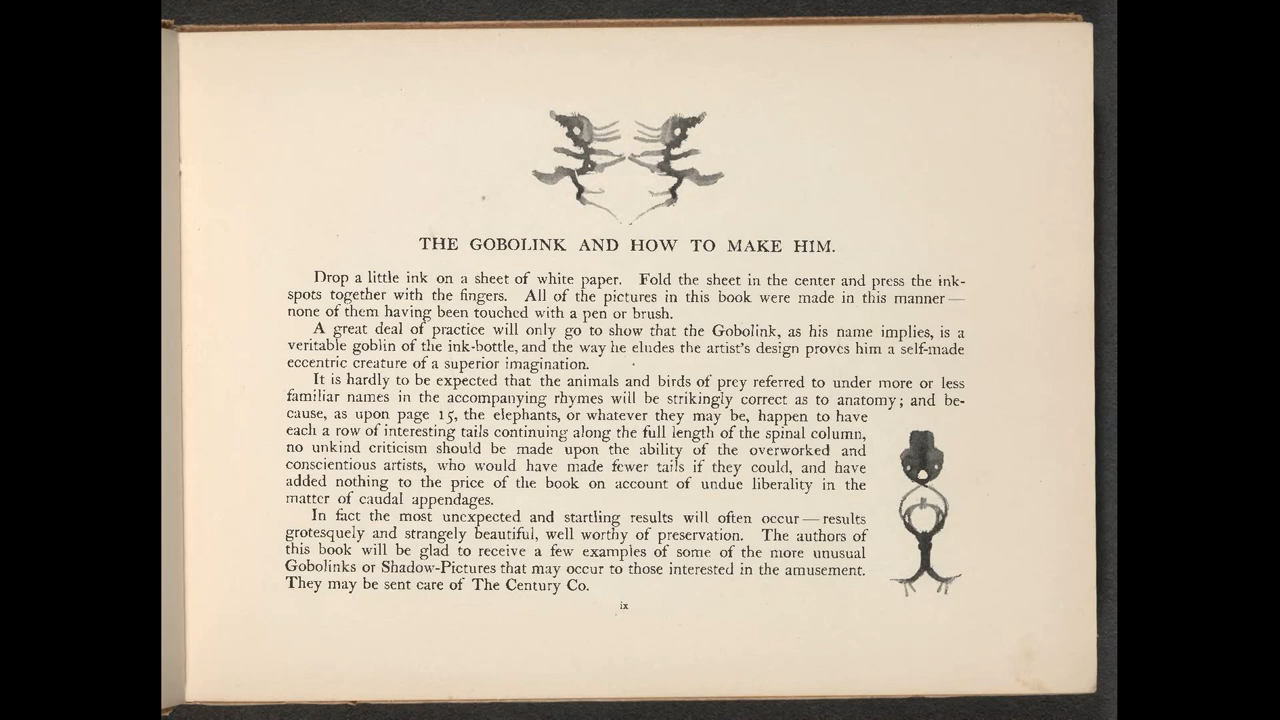 THE GOBOLINK AND HOW TO MAKE HIM.
Drop a little ink on a sheet of white paper. Fold the sheet in the center and press the ink-
spots together with the fingers. All of the pictures in this book were made in this manner—
none of them having been touched with a pen or brush.
A great deal of practice will only go to show that the Gobolink, as his name implies, is a
veritable goblin of the ink-bottle, and the way he eludes the artist's design proves him a self-made
eccentric creature of a superior imagination.
It is hardly to be expected that the animals and birds of prey referred to under more or less
familiar names in the accompanying rhymes will be strikingly correct as to anatomy; and be-
cause, as upon page 15, the elephants, or whatever they may be, happen to have
each a row of interesting tails continuing along the full length of the spinal column,
no unkind criticism should be made upon the ability of the overworked and
conscientious artists, who would have made fewer tails if they could, and have
added nothing to the price of the book on account of undue liberality in the
matter of caudal appendages.
In fact the most unexpected and startling results will often occur—results
grotesquely and strangely beautiful, well worthy of preservation. The authors of
this book will be glad to receive a few examples of some of the more unusual
Gobolinks or Shadow-Pictures that may occur to those interested in the amusement.
They may be sent care of The Century Co.
ix